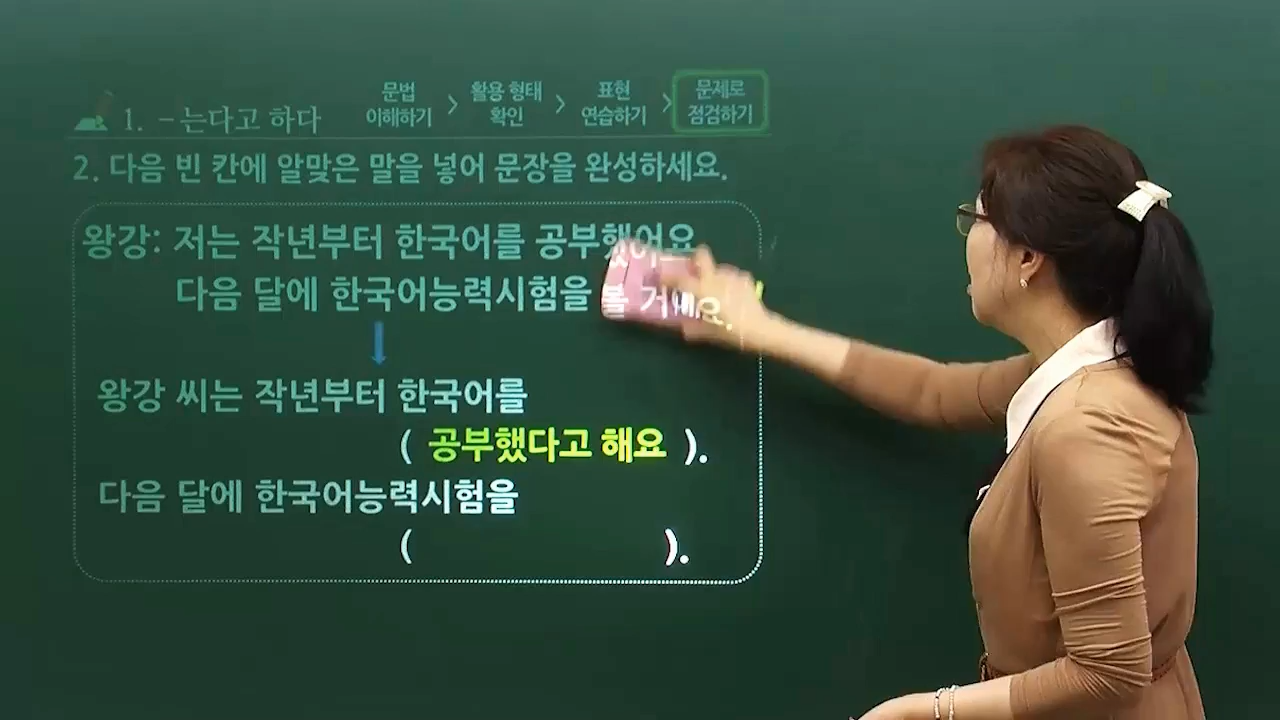 문법 이해하기 > 활용 형태 확인 > 표현 연습하기 > 문제로 점검하기
1. -는다고 하다
2. 다음 빈 칸에 알맞은 말을 넣어 문장을 완성하세요.
왕강: 저는 작년부터 한국어를 공부했어요
다음 달에 한국어능력시험을 볼 거예요.
왕강 씨는 작년부터 한국어를
( 공부했다고 해요 ).
다음 달에 한국어능력시험을
( ).